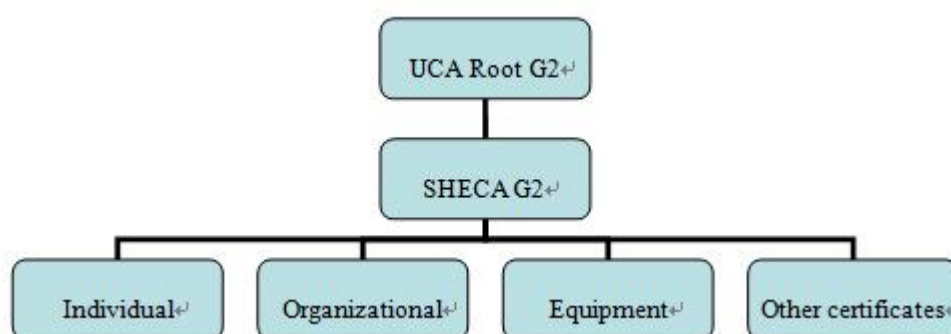 UCA Root G2↵
SHECA G2↵
Individual↵
Organizational↵
Equipment↵
Other certificates